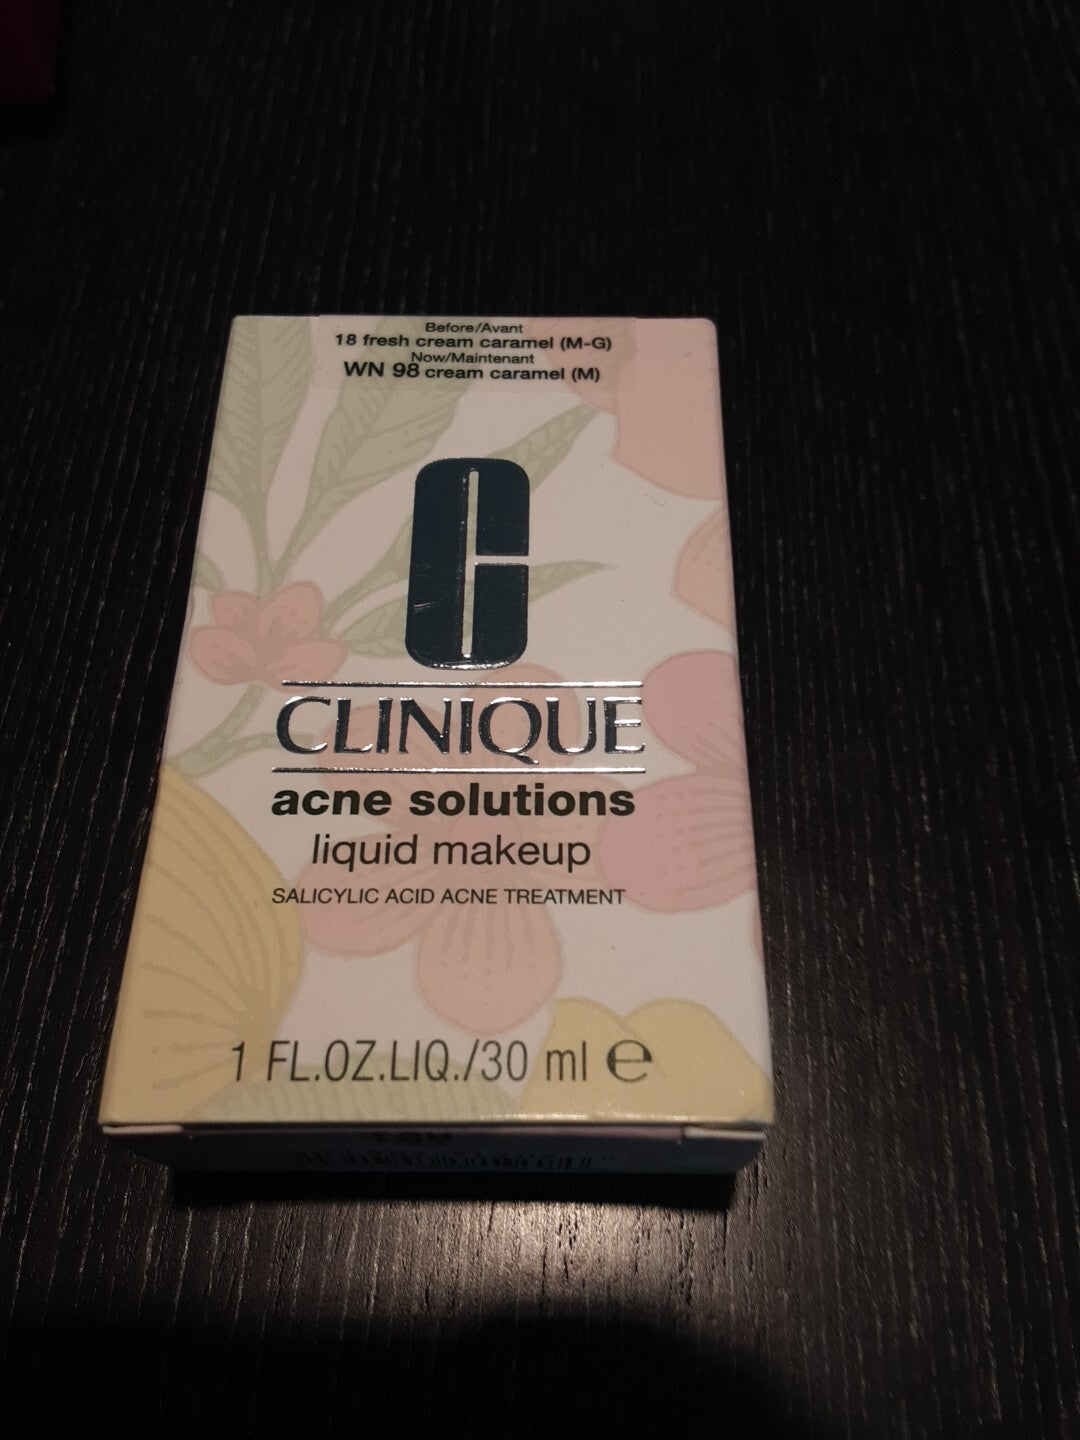 Before/Avant
18 fresh cream caramel (M-G)
Now/Maintenant
WN 98 cream caramel (M)
CLINIQUE
acne solutions
liquid makeup
SALICYLIC ACID ACNE TREATMENT
1 FL.OZ.LIQ./30 ml ℮